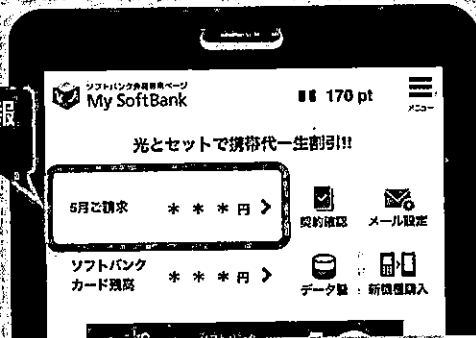 報
ソフトバンク会員専用ページ
My SoftBank
170 pt
メニュー
光とセットで携帯代一生割引!!
5月ご請求 ＊ ＊ ＊ 円
契約確認
メール設定
ソフトバンク
カード残高 ＊ ＊ ＊ 円
データ量
新機種購入